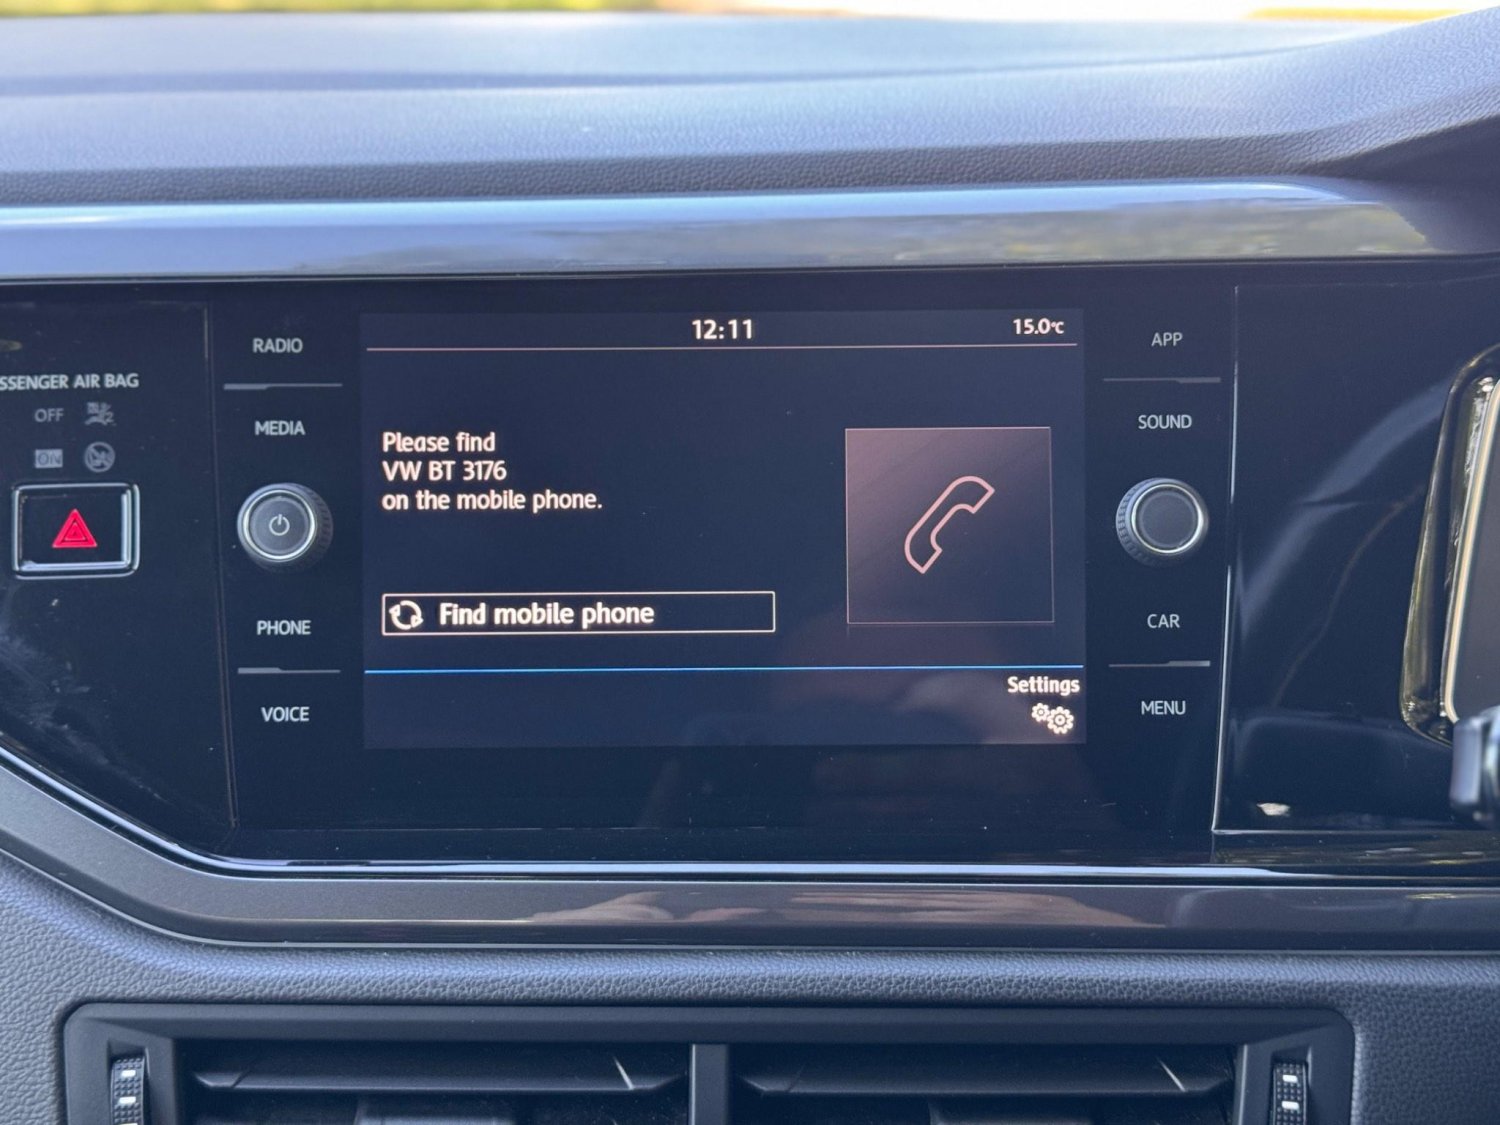 12:11
15.0°C
SSENGER AIR BAG
OFF
ON
RADIO
MEDIA
PHONE
VOICE
Please find
VW BT 3176
on the mobile phone.
Find mobile phone
Settings
APP
SOUND
CAR
MENU